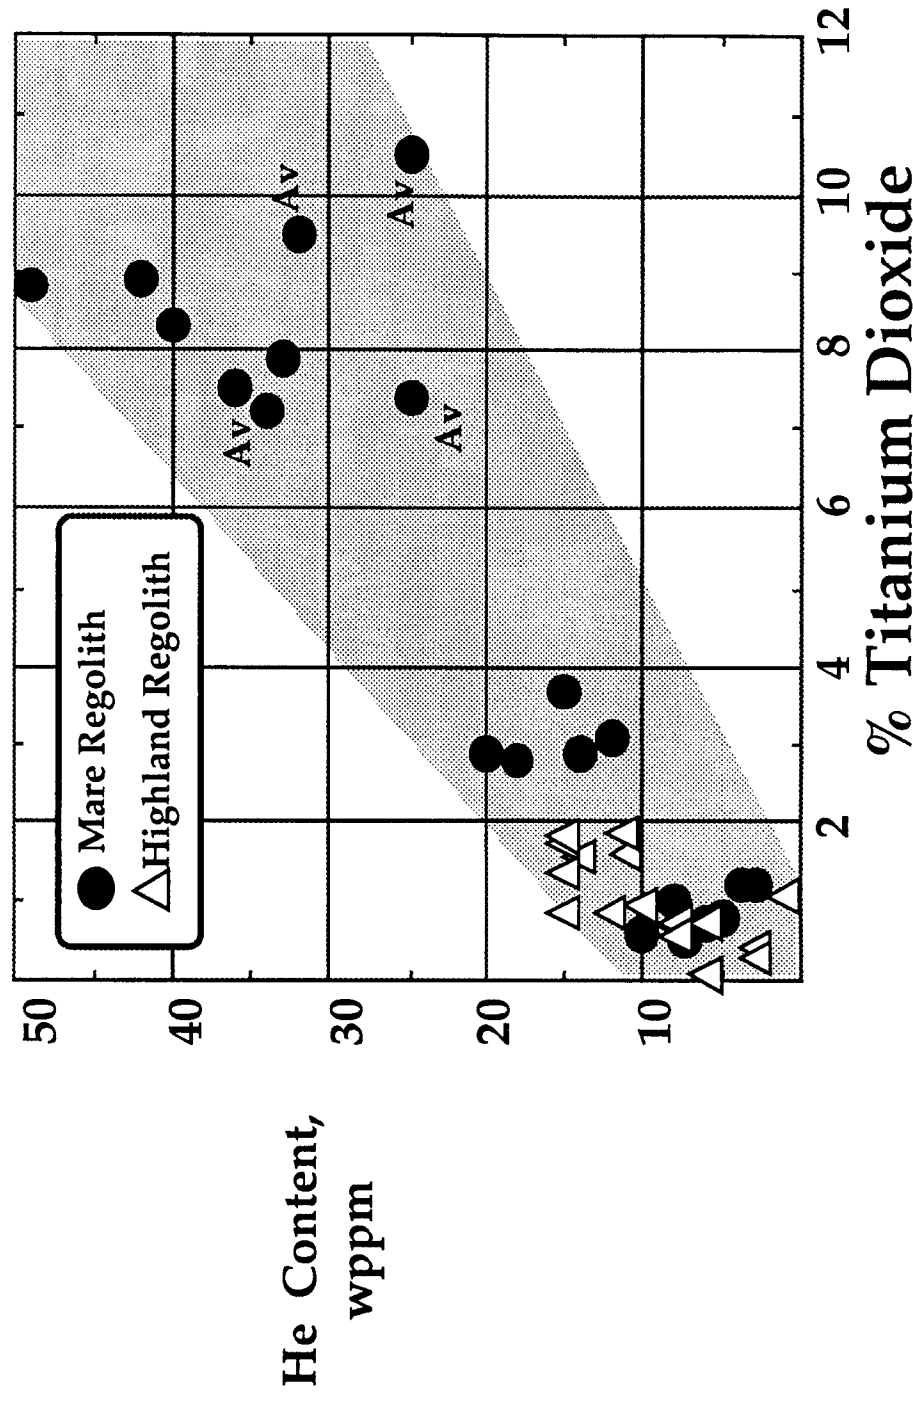 50
40
30
20
10
He Content,
wppm
Mare Regolith
Highland Regolith
Av
Av
Av
Av
2
4
6
8
10
12
% Titanium Dioxide